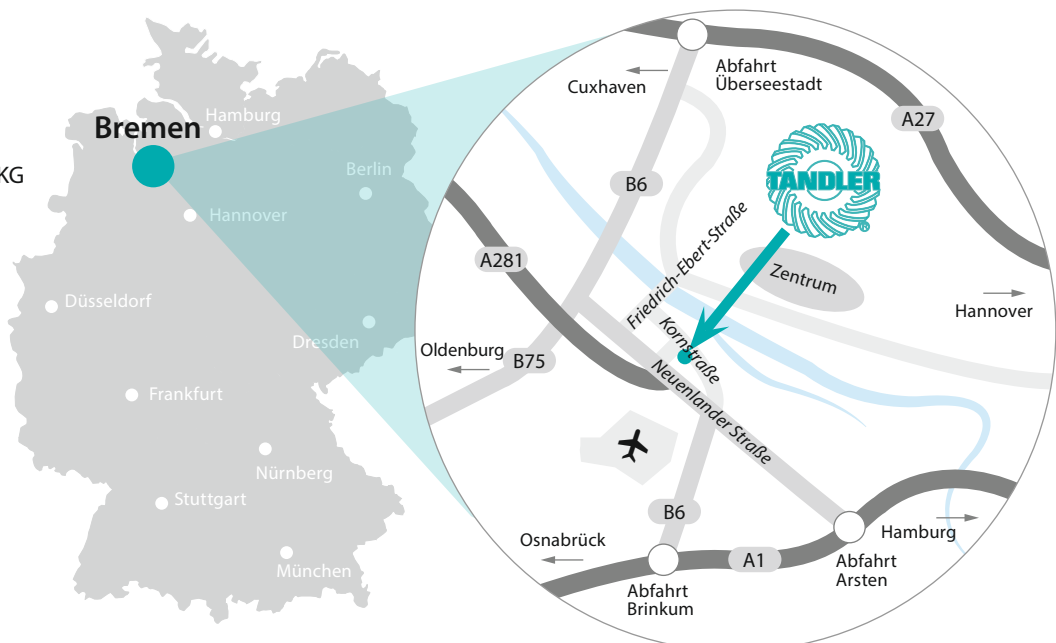 KG
Bremen
Hamburg
Berlin
Hannover
Düsseldorf
Dresden
Frankfurt
Nürnberg
Stuttgart
München
Abfahrt
Überseestadt
Cuxhaven
A27
B6
TANDLER
®
Friedrich-Ebert-Straße
A281
Zentrum
Hannover
Kornstraße
Oldenburg
B75
Neuenlander Straße
B6
Osnabrück
Hamburg
A1
Abfahrt
Arsten
Abfahrt
Brinkum